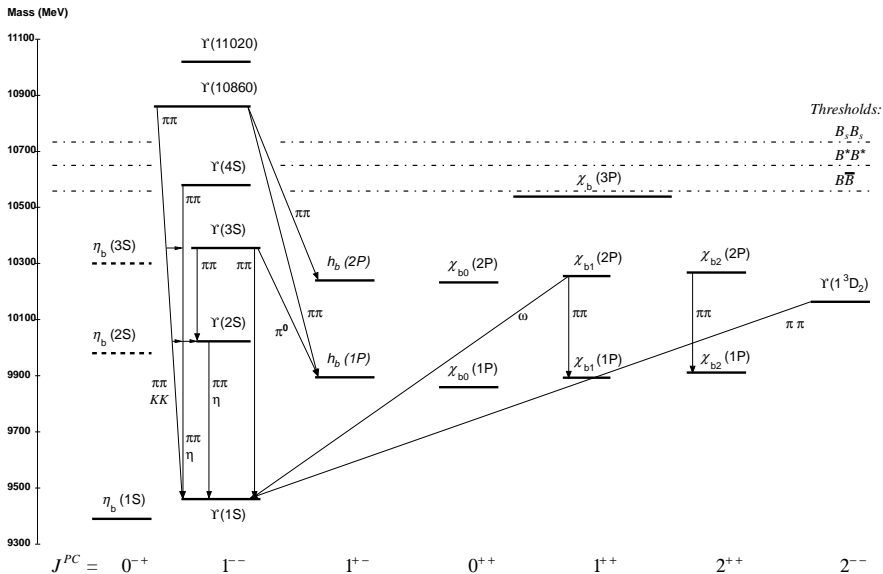 Mass (MeV)
11100
ϒ(11020)
10900
ϒ(10860)
ππ
Thresholds:
B_sB_s
10700
B*B*
ϒ(4S)
BB̅
χ_b (3P)
ππ
10500
ππ
ϒ(3S)
η_b (3S)
h_b (2P)
χ_b0 (2P)
χ_b1 (2P)
χ_b2 (2P)
ϒ(1³D₂)
10300
ππ ππ
ππ
ω
ππ
ππ
π π
ϒ(2S)
π⁰
η_b (2S)
10100
h_b (1P)
χ_b0 (1P)
χ_b1 (1P)
χ_b2 (1P)
9900
ππ
KK
ππ
η
9700
ππ
η
9500
η_b (1S)
ϒ(1S)
9300
J^PC = 0⁻⁺ 1⁻⁻ 1⁺⁻ 0⁺⁺ 1⁺⁺ 2⁺⁺ 2⁻⁻